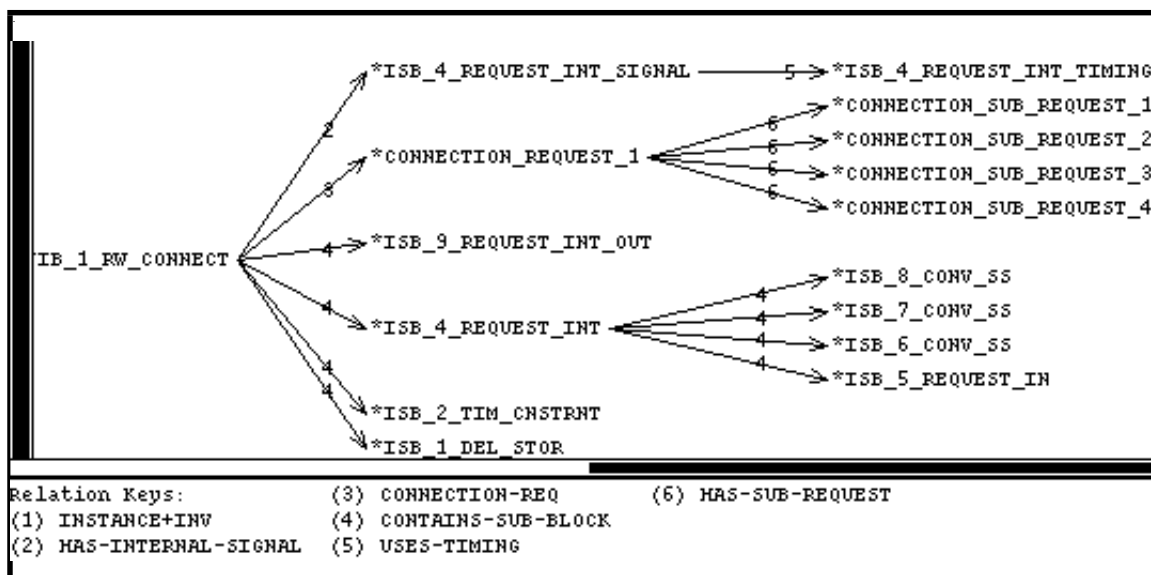 *ISB_4_REQUEST_INT_SIGNAL 5 *ISB_4_REQUEST_INT_TIMING
*CONNECTION_SUB_REQUEST_1
2 6
*CONNECTION_SUB_REQUEST_2
6
*CONNECTION_REQUEST_1
3 6 *CONNECTION_SUB_REQUEST_3
6 *CONNECTION_SUB_REQUEST_4
4 *ISB_9_REQUEST_INT_OUT
IB_1_RW_CONNECT
*ISB_8_CONV_SS
4
4 *ISB_7_CONV_SS
4
*ISB_4_REQUEST_INT
4 *ISB_6_CONV_SS
4 4 *ISB_5_REQUEST_IN
4
*ISB_2_TIM_CNSTRNT
*ISB_1_DEL_STOR
Relation Keys: (3) CONNECTION-REQ (6) HAS-SUB-REQUEST
(1) INSTANCE+INV (4) CONTAINS-SUB-BLOCK
(2) HAS-INTERNAL-SIGNAL (5) USES-TIMING